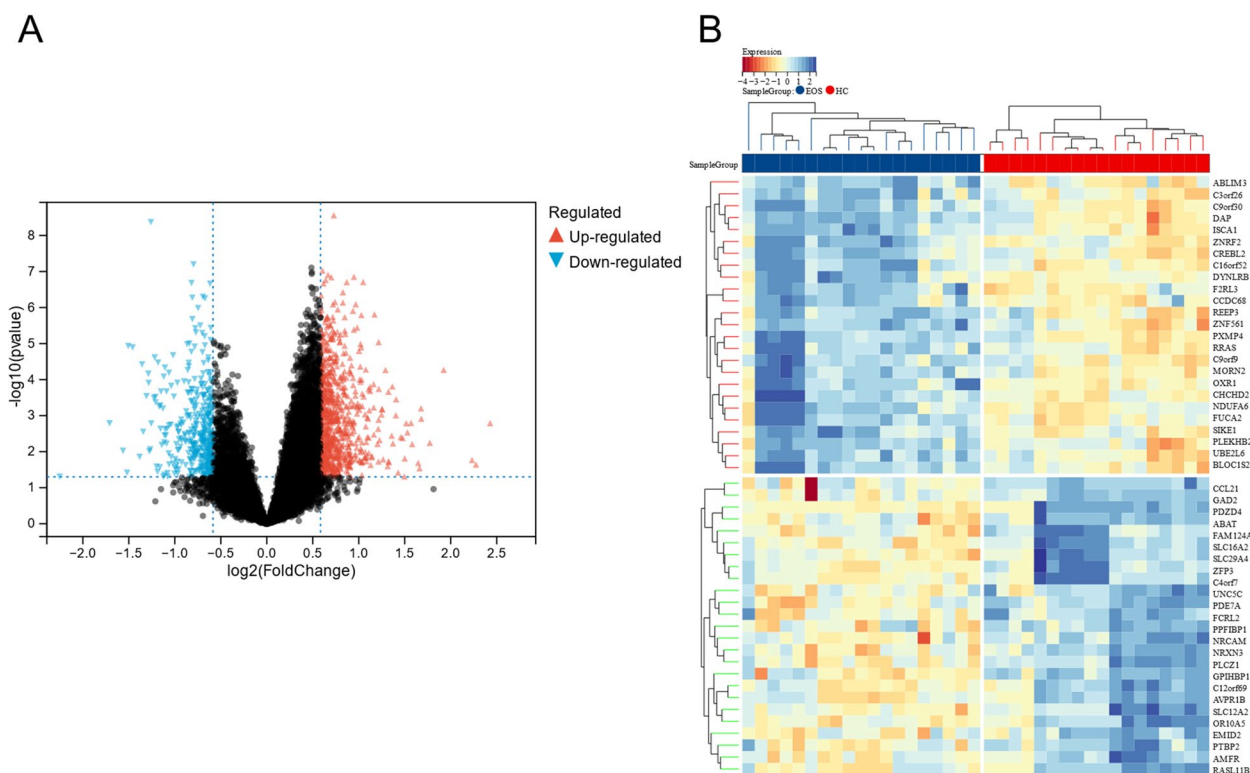 A
B
Expression
-4 -3 -2 -1 0 1 2
SampleGroup: EOS HC
SampleGroup
8
7
6
5
4
3
2
1
0
-log10(pvalue)
-2.0 -1.5 -1.0 -0.5 0.0 0.5 1.0 1.5 2.0 2.5
log2(FoldChange)
Regulated
Up-regulated
Down-regulated
ABLIM3
C3orf26
C9orf30
DAP
ISCA1
ZNRF2
CREBL2
C16orf52
DYNLRB
F2RL3
CCDC68
REEP3
ZNF561
PXMP4
RRAS
C9orf9
MORN2
OXR1
CHCHD2
NDUFA6
FUCA2
SIKE1
PLEKHB2
UBE2L6
BLOC1S2
CCL21
GAD2
PDZD4
ABAT
FAM124A
SLC16A2
SLC29A4
ZFP3
C4orf7
UNC5C
PDE7A
FCRL2
PPFIBP1
NRCAM
NRXN3
PLCZ1
GPIHBP1
C12orf69
AVPR1B
SLC12A2
OR10A5
EMID2
PTBP2
AMFR
RASL11B